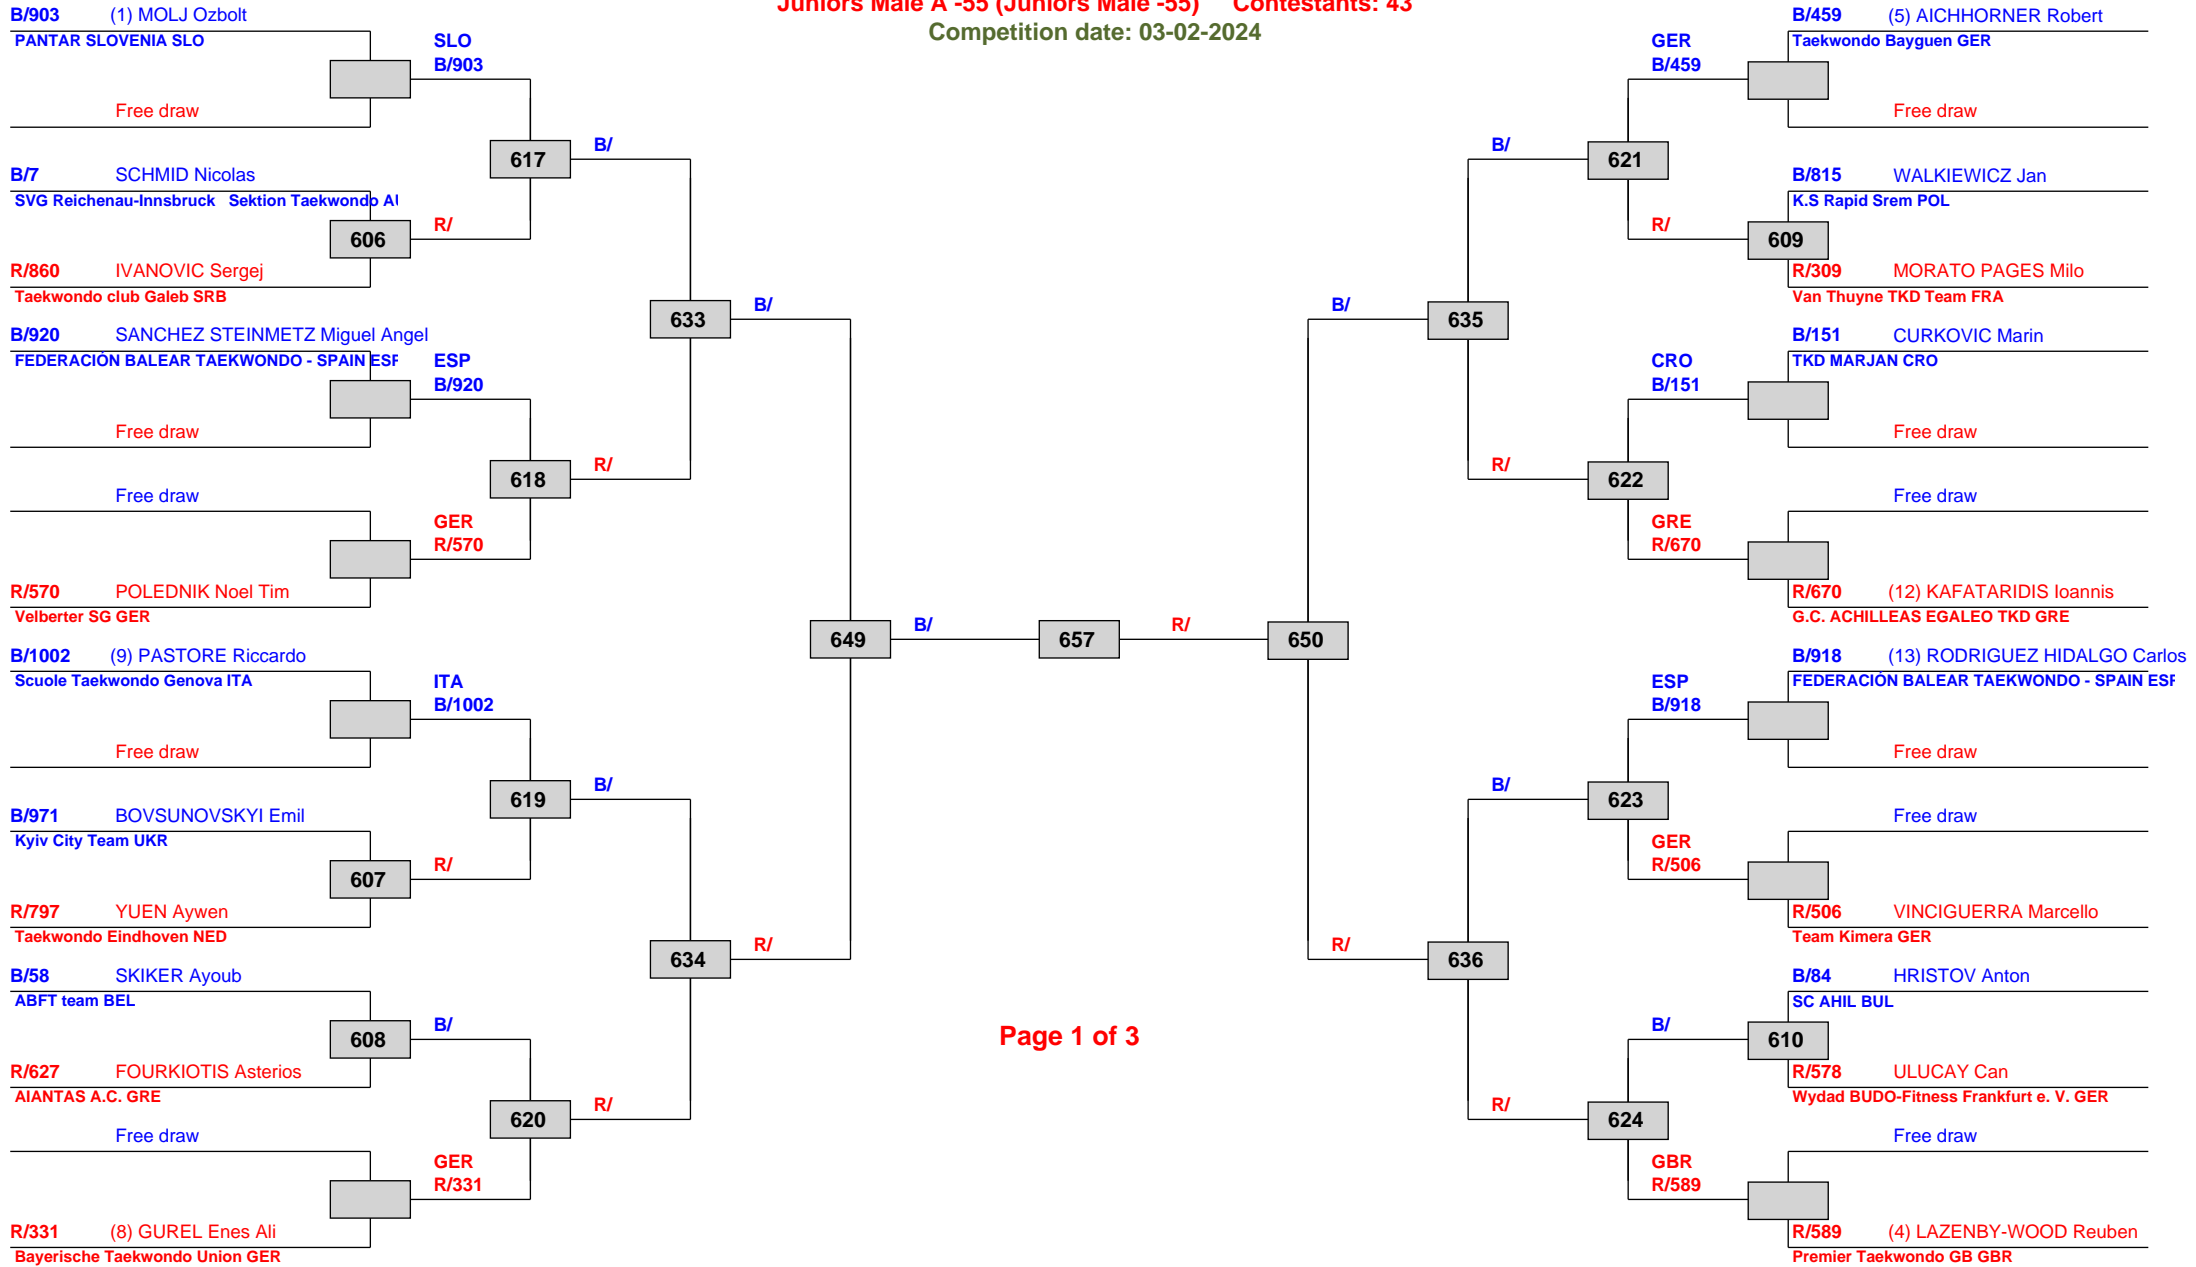 Juniors Male A -55 (Juniors Male -55) Contestants: 43
Competition date: 03-02-2024
B/903 (1) MOLJ Ozbolt
PANTAR SLOVENIA SLO
SLO
B/903
Free draw
617
B/
B/7 SCHMID Nicolas
SVG Reichenau-Innsbruck Sektion Taekwondo AU
606
R/
R/860 IVANOVIC Sergej
Taekwondo club Galeb SRB
633
B/
B/920 SANCHEZ STEINMETZ Miguel Angel
FEDERACIÓN BALEAR TAEKWONDO - SPAIN ESP
ESP
B/920
Free draw
618
R/
Free draw
GER
R/570
R/570 POLEDNIK Noel Tim
Velberter SG GER
649
B/
657
R/
650
B/1002 (9) PASTORE Riccardo
Scuole Taekwondo Genova ITA
ITA
B/1002
Free draw
619
B/
B/971 BOVSUNOVSKYI Emil
Kyiv City Team UKR
607
R/
R/797 YUEN Aywen
Taekwondo Eindhoven NED
634
R/
B/58 SKIKER Ayoub
ABFT team BEL
608
B/
R/627 FOURKIOTIS Asterios
AIANTAS A.C. GRE
620
R/
Free draw
GER
R/331
R/331 (8) GUREL Enes Ali
Bayerische Taekwondo Union GER
Page 1 of 3
B/459 (5) AICHHORNER Robert
Taekwondo Bayguen GER
GER
B/459
Free draw
B/
621
B/815 WALKIEWICZ Jan
K.S Rapid Srem POL
R/
609
R/309 MORATO PAGES Milo
Van Thuyne TKD Team FRA
B/
635
B/151 CURKOVIC Marin
TKD MARJAN CRO
CRO
B/151
Free draw
R/
622
Free draw
GRE
R/670
R/670 (12) KAFATARIDIS Ioannis
G.C. ACHILLEAS EGALEO TKD GRE
B/918 (13) RODRIGUEZ HIDALGO Carlos
FEDERACIÓN BALEAR TAEKWONDO - SPAIN ESP
ESP
B/918
Free draw
B/
623
Free draw
GER
R/506
R/506 VINCIGUERRA Marcello
Team Kimera GER
R/
636
B/84 HRISTOV Anton
SC AHIL BUL
B/
610
R/578 ULUCAY Can
Wydad BUDO-Fitness Frankfurt e. V. GER
R/
624
Free draw
GBR
R/589
R/589 (4) LAZENBY-WOOD Reuben
Premier Taekwondo GB GBR